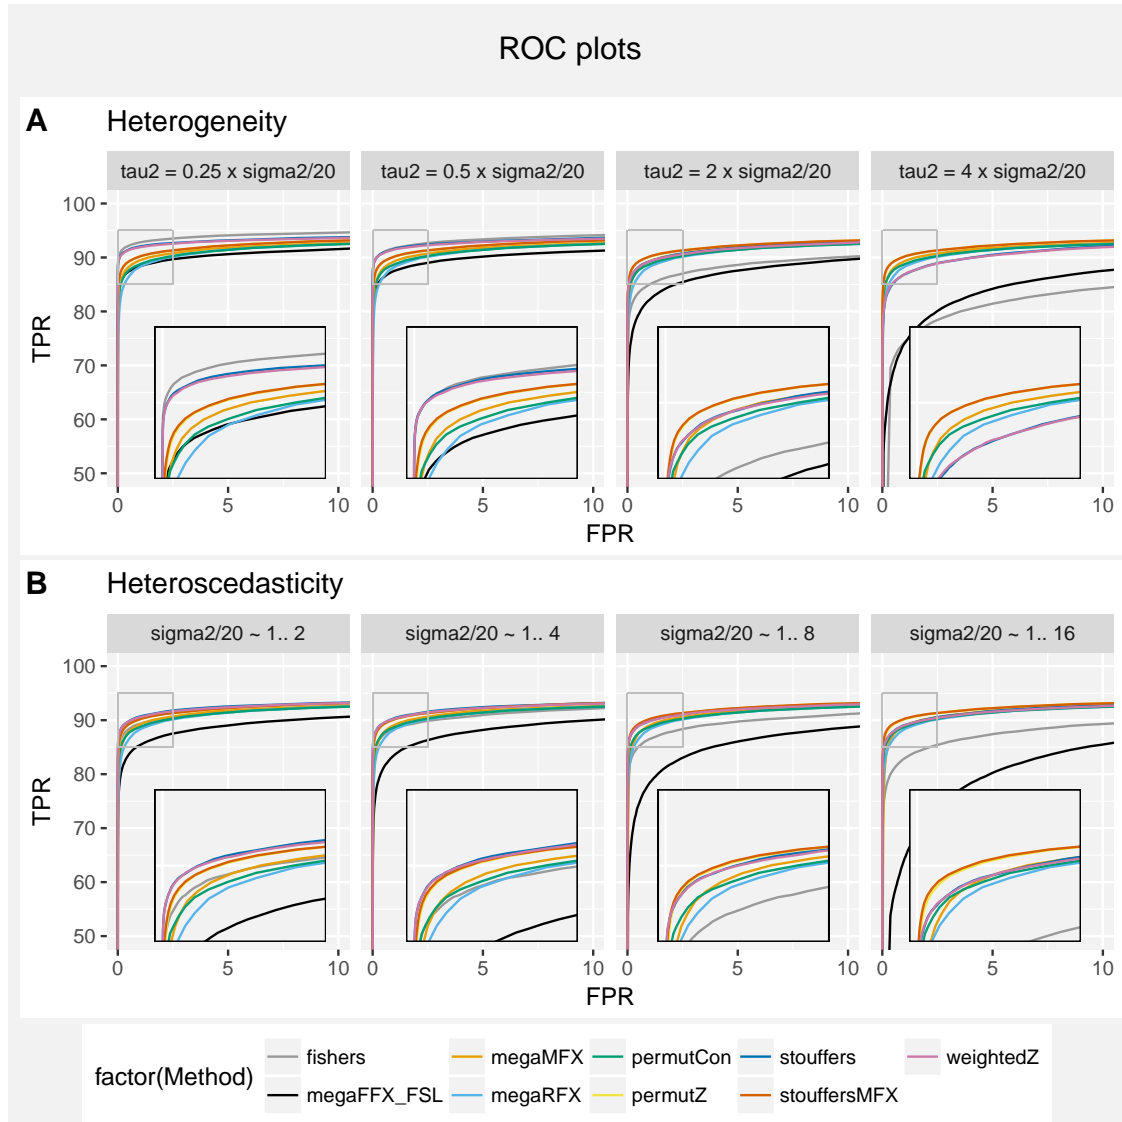 ROC plots
A Heterogeneity
tau2 = 0.25 x sigma2/20 tau2 = 0.5 x sigma2/20 tau2 = 2 x sigma2/20 tau2 = 4 x sigma2/20
100
90
80
70
60
50
TPR
0 5 10 0 5 10 0 5 10 0 5 10
FPR
B Heteroscedasticity
sigma2/20 ~ 1.. 2 sigma2/20 ~ 1.. 4 sigma2/20 ~ 1.. 8 sigma2/20 ~ 1.. 16
100
90
80
70
60
50
TPR
0 5 10 0 5 10 0 5 10 0 5 10
FPR
factor(Method)
fishers megaMFX permutCon stouffers weightedZ
megaFFX_FSL megaRFX permutZ stouffersMFX